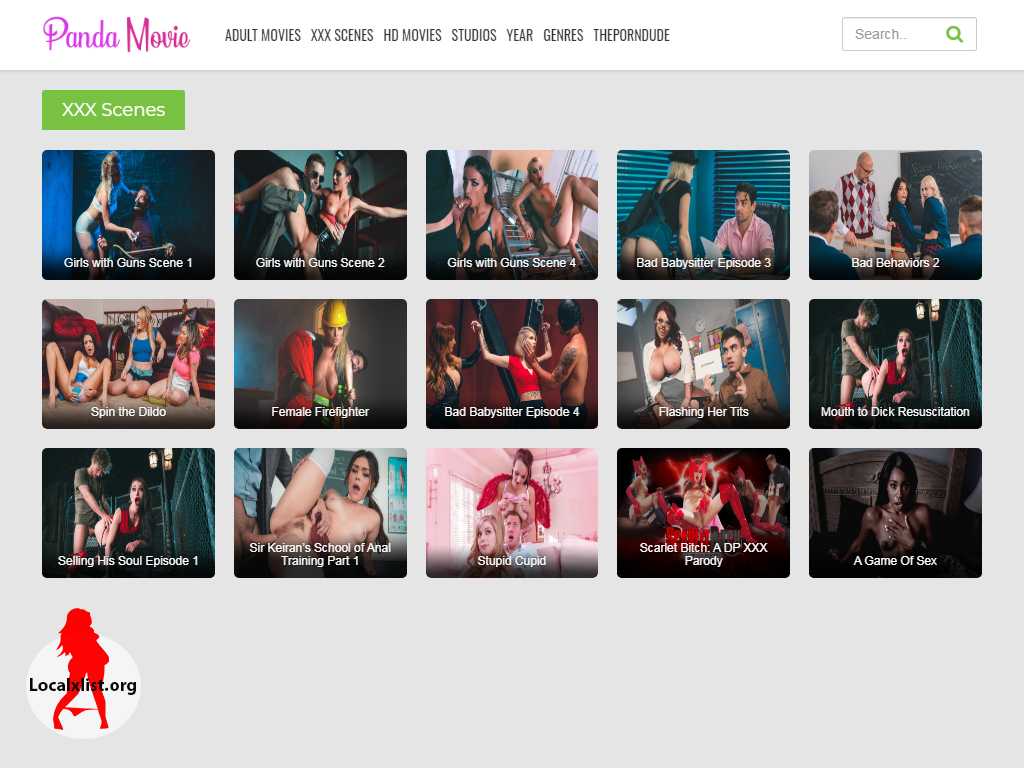 Panda Movie
ADULT MOVIES XXX SCENES HD MOVIES STUDIOS YEAR GENRES THEPORNDUDE
Search..
XXX Scenes
Girls with Guns Scene 1
Girls with Guns Scene 2
Girls with Guns Scene 4
Bad Babysitter Episode 3
Bad Behaviors 2
Spin the Dildo
Female Firefighter
Bad Babysitter Episode 4
Flashing Her Tits
Mouth to Dick Resuscitation
Selling His Soul Episode 1
Sir Keiran's School of Anal
Training Part 1
Stupid Cupid
Scarlet Bitch: A DP XXX
Parody
A Game Of Sex
Localxlist.org